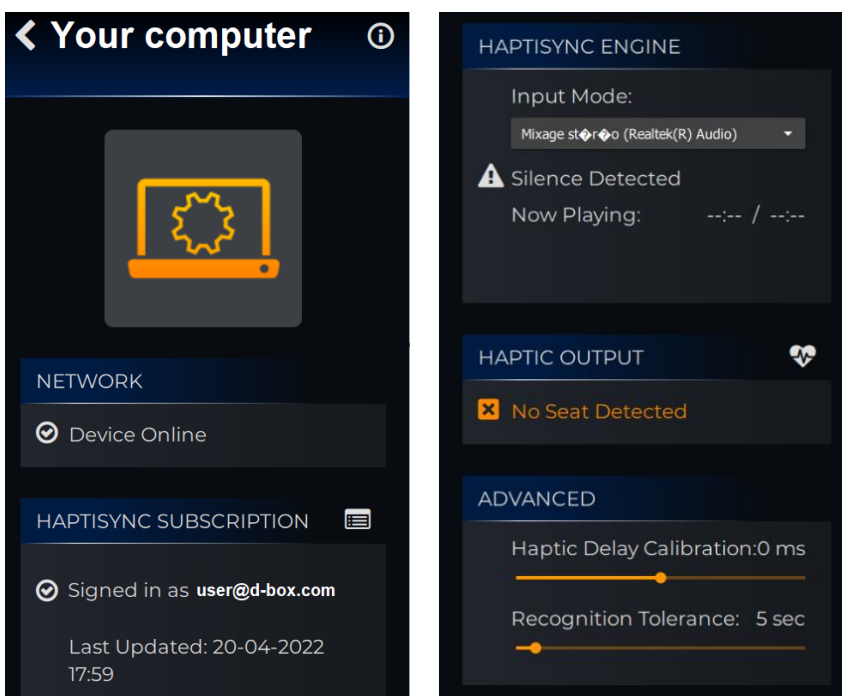 Your computer
NETWORK
Device Online
HAPTISYNC SUBSCRIPTION
Signed in as user@d-box.com
Last Updated: 20-04-2022
17:59
HAPTISYNC ENGINE
Input Mode:
Mixage st�r�o (Realtek(R) Audio)
Silence Detected
Now Playing: --:-- / --:--
HAPTIC OUTPUT
No Seat Detected
ADVANCED
Haptic Delay Calibration:0 ms
Recognition Tolerance: 5 sec